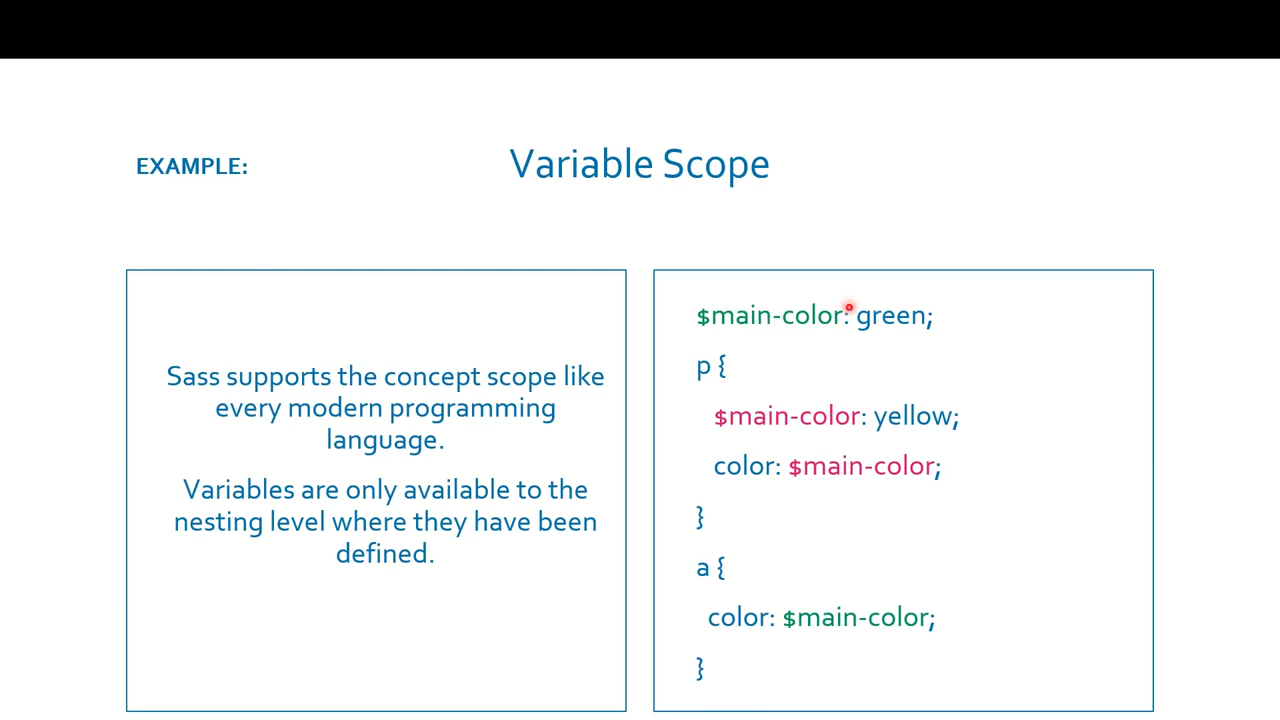 EXAMPLE:
Variable Scope
Sass supports the concept scope like
every modern programming
language.
Variables are only available to the
nesting level where they have been
defined.
$main-color: green;
p {
$main-color: yellow;
color: $main-color;
}
a {
color: $main-color;
}